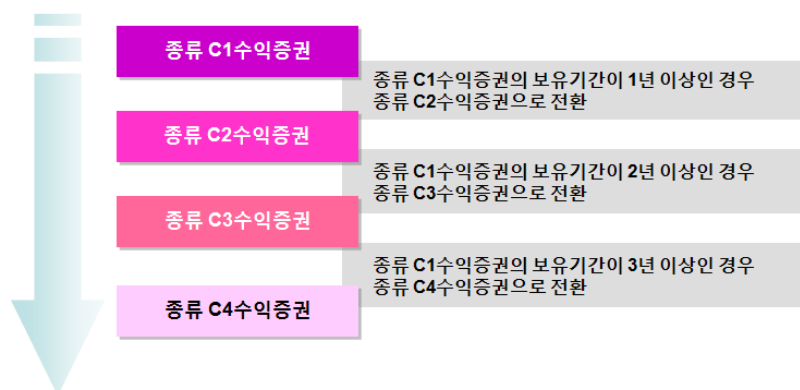 종류 C1수익증권
종류 C1수익증권의 보유기간이 1년 이상인 경우
종류 C2수익증권으로 전환
종류 C2수익증권
종류 C1수익증권의 보유기간이 2년 이상인 경우
종류 C3수익증권으로 전환
종류 C3수익증권
종류 C1수익증권의 보유기간이 3년 이상인 경우
종류 C4수익증권으로 전환
종류 C4수익증권